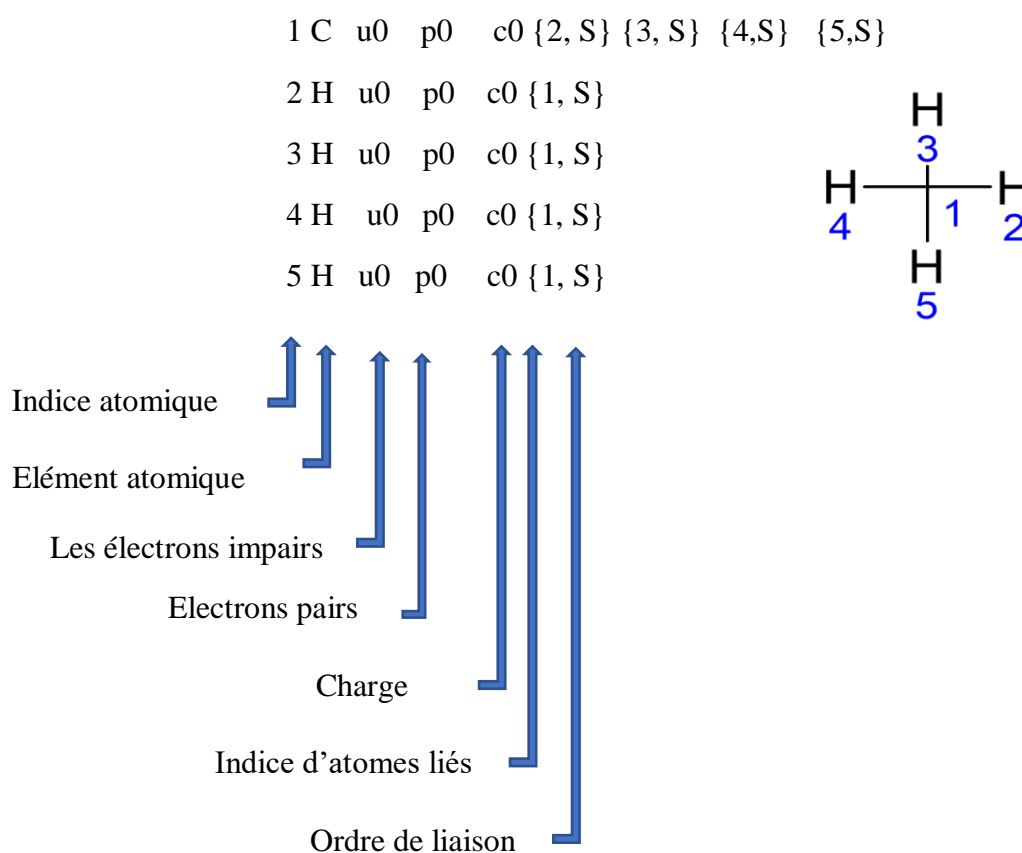 1 C u0 p0 c0 {2, S} {3, S} {4,S} {5,S}
2 H u0 p0 c0 {1, S}
3 H u0 p0 c0 {1, S}
4 H u0 p0 c0 {1, S}
5 H u0 p0 c0 {1, S}
H
3
H H
4 1 2
H
5
Indice atomique
Elément atomique
Les électrons impairs
Electrons pairs
Charge
Indice d’atomes liés
Ordre de liaison